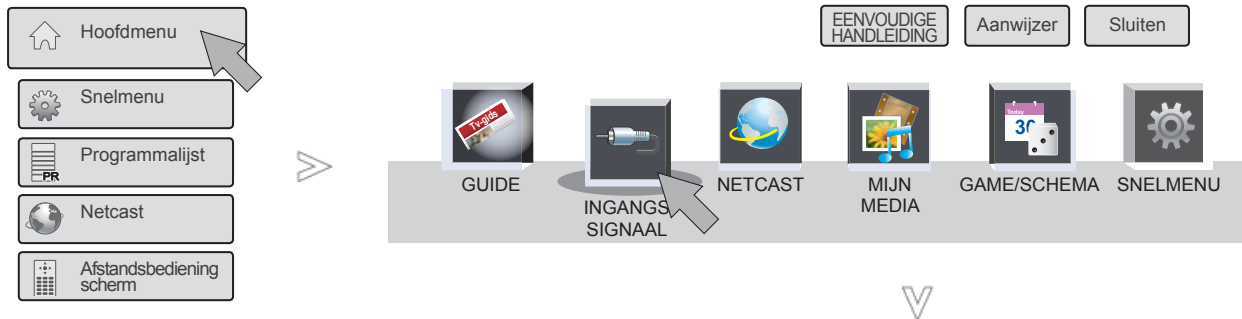 Hoofdmenu
Snelmenu
Programmalijst
PR
Netcast
Afstandsbediening
scherm
EENVOUDIGE
HANDLEIDING
Aanwijzer
Sluiten
Tv-gids
Today
30
GUIDE
INGANGS
SIGNAAL
NETCAST
MIJN
MEDIA
GAME/SCHEMA
SNELMENU